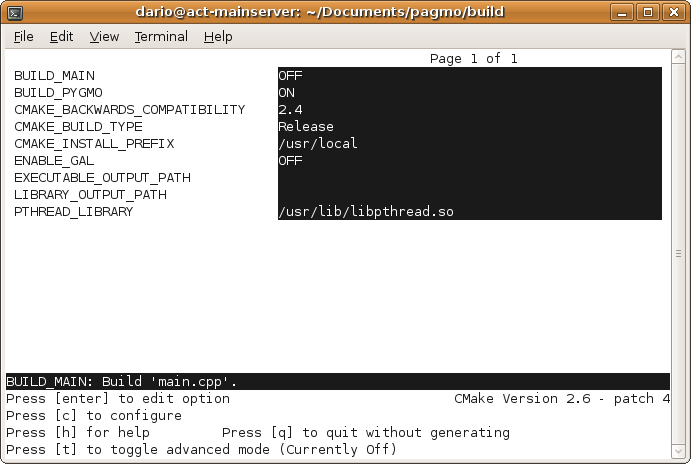 dario@act-mainserver: ~/Documents/pagmo/build
File Edit View Terminal Help
Page 1 of 1
BUILD_MAIN OFF
BUILD_PYGMO ON
CMAKE_BACKWARDS_COMPATIBILITY 2.4
CMAKE_BUILD_TYPE Release
CMAKE_INSTALL_PREFIX /usr/local
ENABLE_GAL OFF
EXECUTABLE_OUTPUT_PATH
LIBRARY_OUTPUT_PATH
PTHREAD_LIBRARY /usr/lib/libpthread.so
BUILD_MAIN: Build 'main.cpp'.
Press [enter] to edit option CMake Version 2.6 - patch 4
Press [c] to configure
Press [h] for help Press [q] to quit without generating
Press [t] to toggle advanced mode (Currently Off)